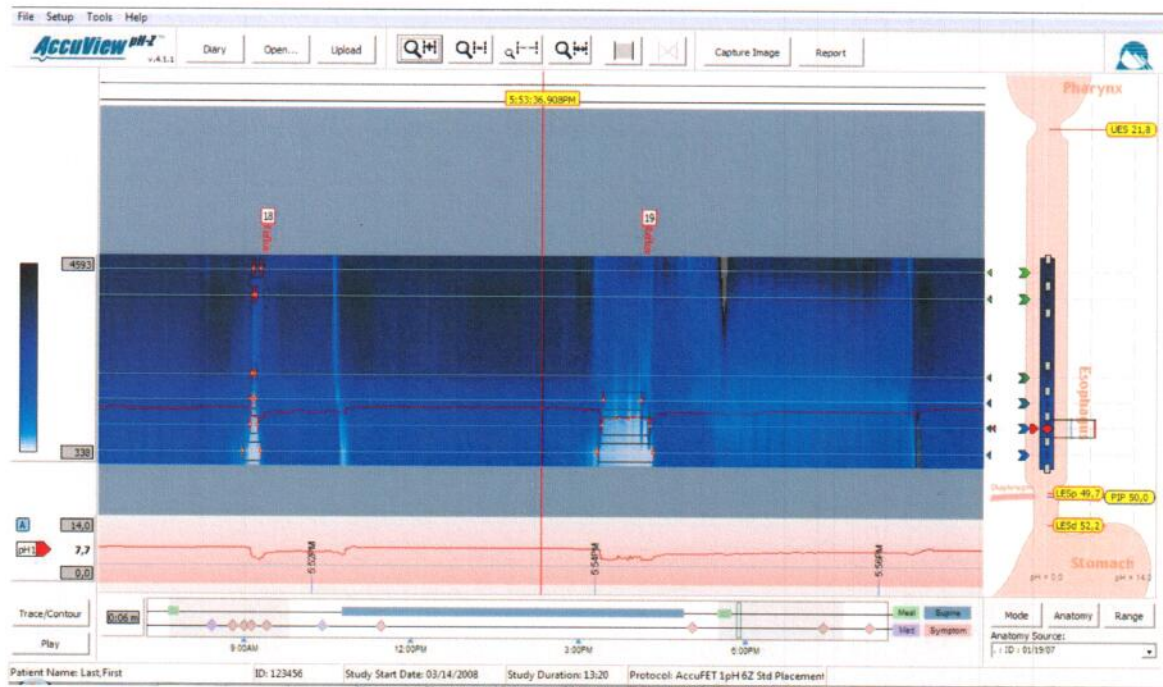 File Setup Tools Help
AccuView pH-Z™
v.4.1.1
Diary
Open...
Upload
Capture Image
Report
5:53:36,908PM
Pharynx
UES 21,8
18
19
4593
338
Esophagus
LESp 49,7
PIP 50,0
LESd 52,2
Stomach
pH = 0,0
pH = 14,0
A
14,0
pH1
7,7
0,0
5:52PM
5:54PM
5:56PM
Trace/Contour
Play
0:06 m
Meal
Supine
Med
Symptom
9:00AM
12:00PM
3:00PM
6:00PM
Mode
Anatomy
Range
Anatomy Source:
, : ID : 01/19/07
Patient Name: Last,First
ID: 123456
Study Start Date: 03/14/2008
Study Duration: 13:20
Protocol: AccuFET 1pH 6Z Std Placement